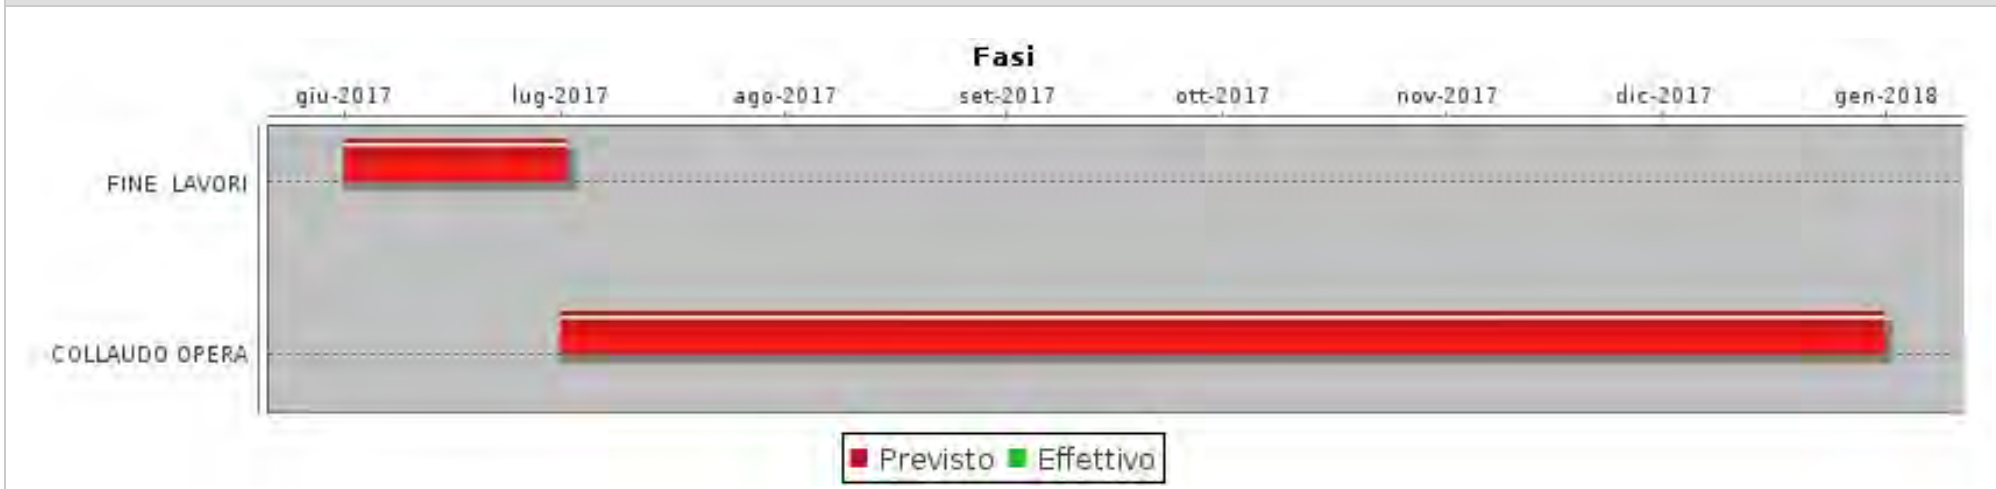 Fasi
giu-2017 lug-2017 ago-2017 set-2017 ott-2017 nov-2017 dic-2017 gen-2018
FINE LAVORI
COLLAUDO OPERA
Previsto Effettivo